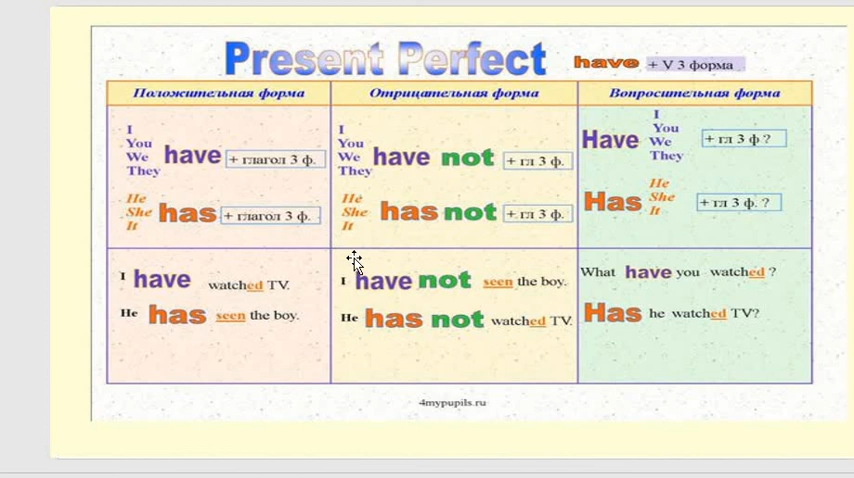 Present Perfect have + V 3 форма
Положительная форма
I
You
We
They
have + глагол 3 ф.
He
She
It
has + глагол 3 ф.
Отрицательная форма
I
You
We
They
have not + гл 3 ф.
He
She
It
has not + гл 3 ф.
Вопросительная форма
Have
I
You
We
They
+ гл 3 ф ?
Has
He
She
It
+ гл 3 ф. ?
I have watched TV.
He has seen the boy.
I have not seen the boy.
He has not watched TV.
What have you watched ?
Has he watched TV?
4mypupils.ru